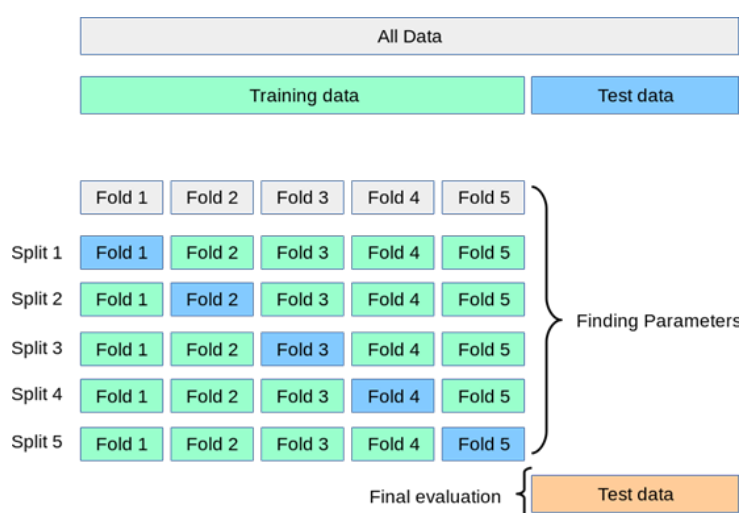 All Data
Training data Test data
Fold 1 Fold 2 Fold 3 Fold 4 Fold 5
Split 1 Fold 1 Fold 2 Fold 3 Fold 4 Fold 5
Split 2 Fold 1 Fold 2 Fold 3 Fold 4 Fold 5
Finding Parameters
Split 3 Fold 1 Fold 2 Fold 3 Fold 4 Fold 5
Split 4 Fold 1 Fold 2 Fold 3 Fold 4 Fold 5
Split 5 Fold 1 Fold 2 Fold 3 Fold 4 Fold 5
Final evaluation Test data